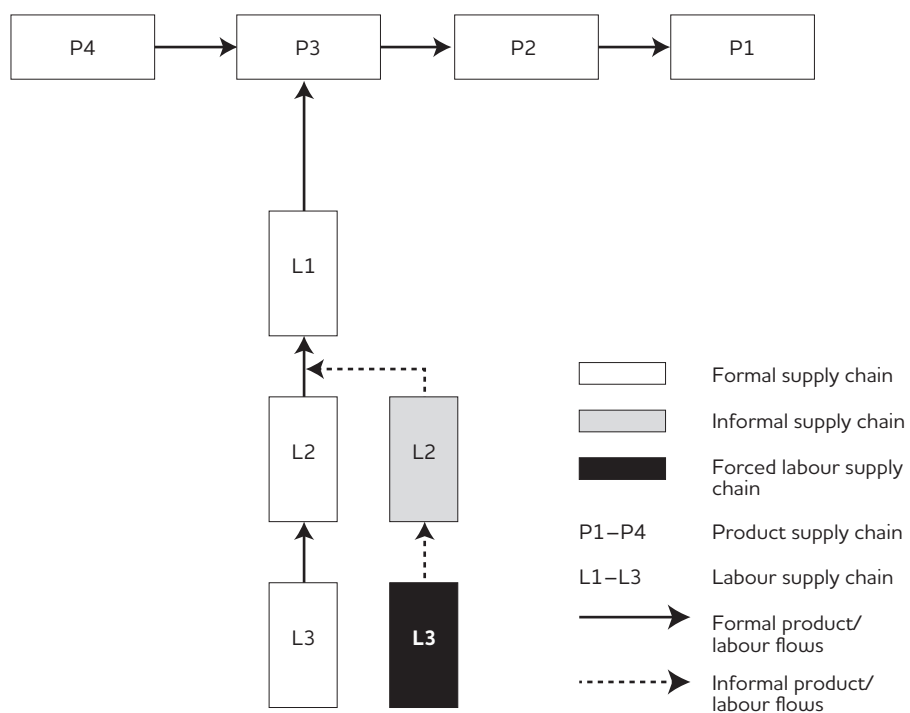 P4
P3
P2
P1
L1
L2
L2
L3
L3
Formal supply chain
Informal supply chain
Forced labour supply
chain
P1–P4 Product supply chain
L1–L3 Labour supply chain
Formal product/
labour flows
Informal product/
labour flows